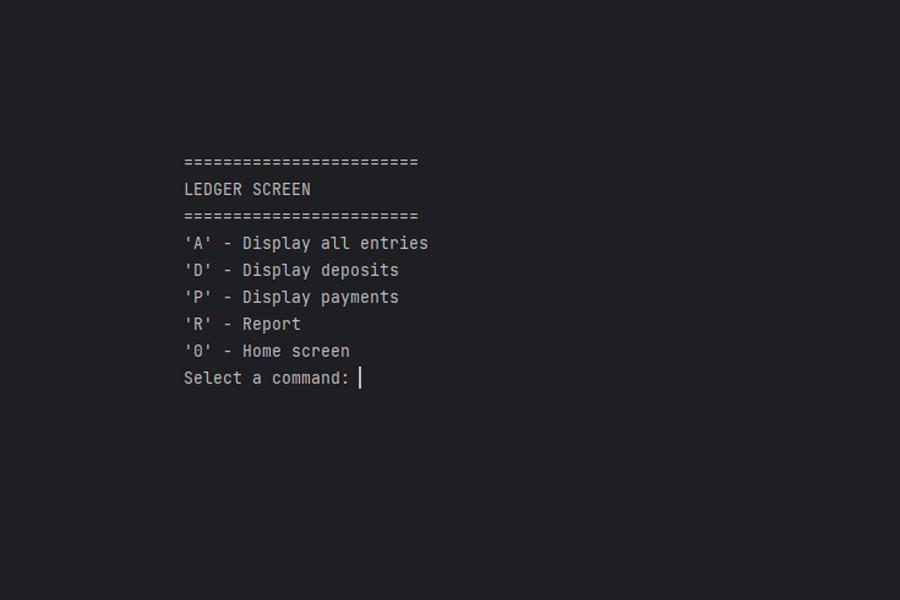 ========================
LEDGER SCREEN
========================
'A' - Display all entries
'D' - Display deposits
'P' - Display payments
'R' - Report
'0' - Home screen
Select a command: